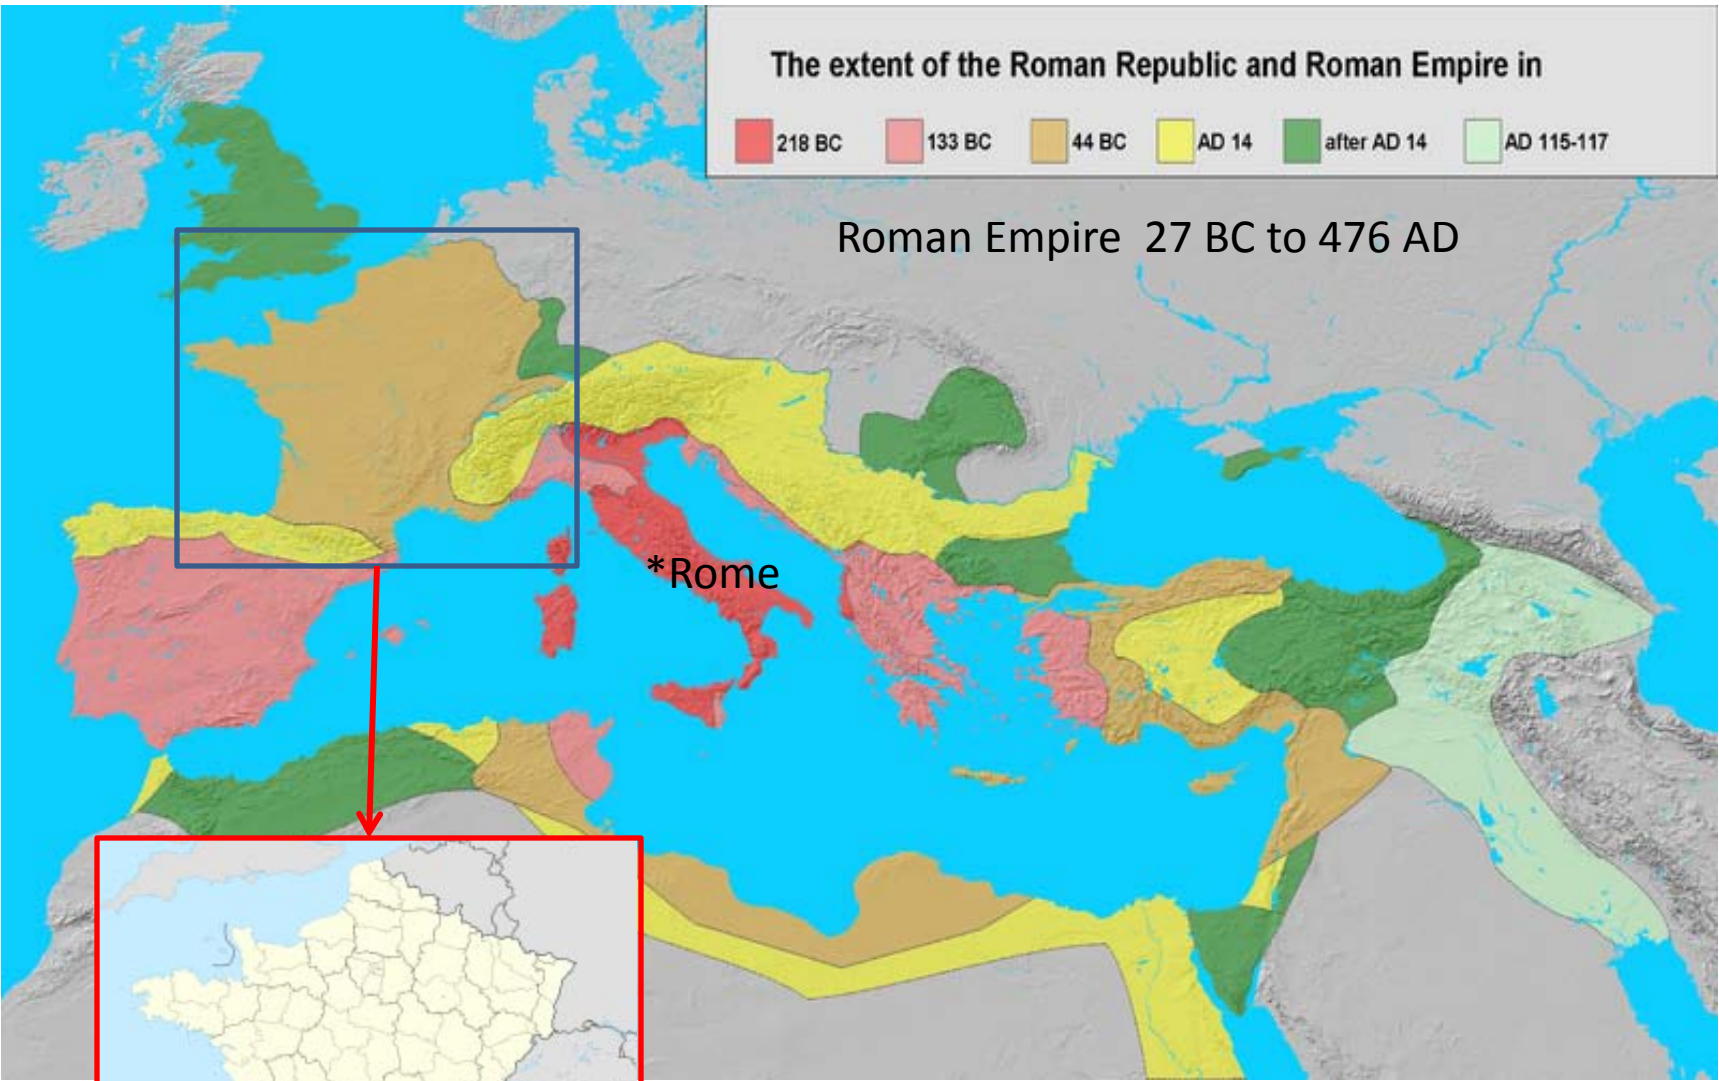 The extent of the Roman Republic and Roman Empire in
218 BC 133 BC 44 BC AD 14 after AD 14 AD 115-117
Roman Empire 27 BC to 476 AD
*Rome